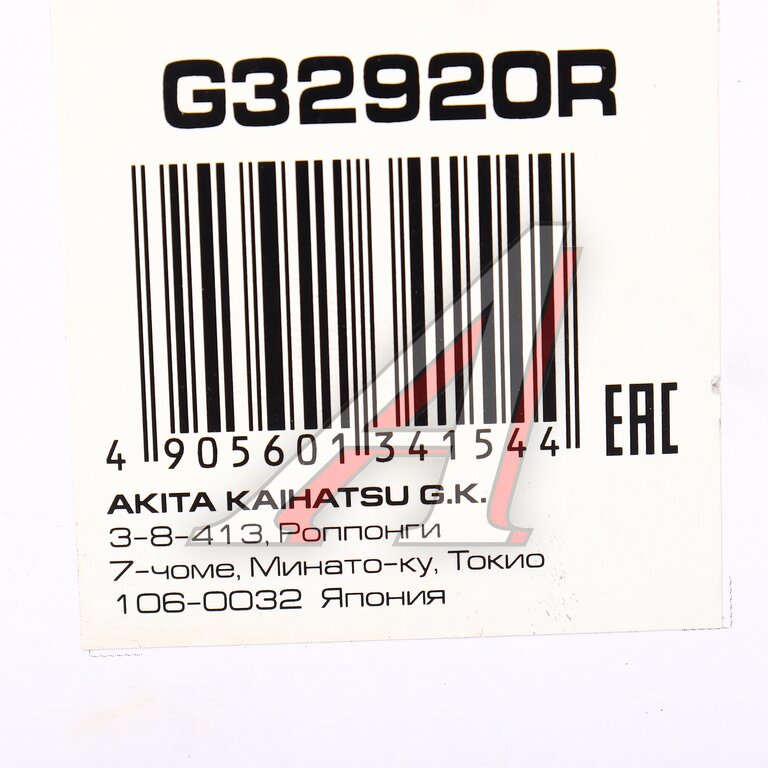 G32920R
4 905601 341544
EAC
AKITA KAIHATSU G.K.
3-8-413, Роппонги
7-чоме, Минато-ку, Токио
106-0032 Япония